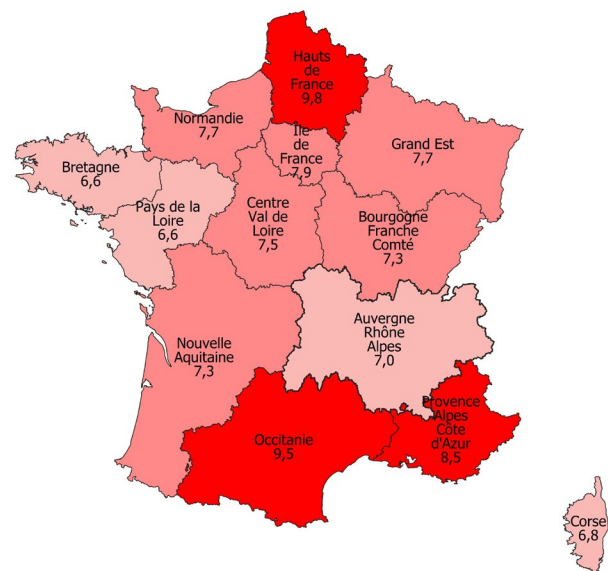 Hauts
de
France
9,8
Normandie
7,7
Île
de
France
7,9
Grand Est
7,7
Bretagne
6,6
Pays de la
Loire
6,6
Centre
Val de
Loire
7,5
Bourgogne
Franche
Comté
7,3
Auvergne
Rhône
Alpes
7,0
Nouvelle
Aquitaine
7,3
Provence
Alpes
Côte
d'Azur
8,5
Occitanie
9,5
Corse
6,8